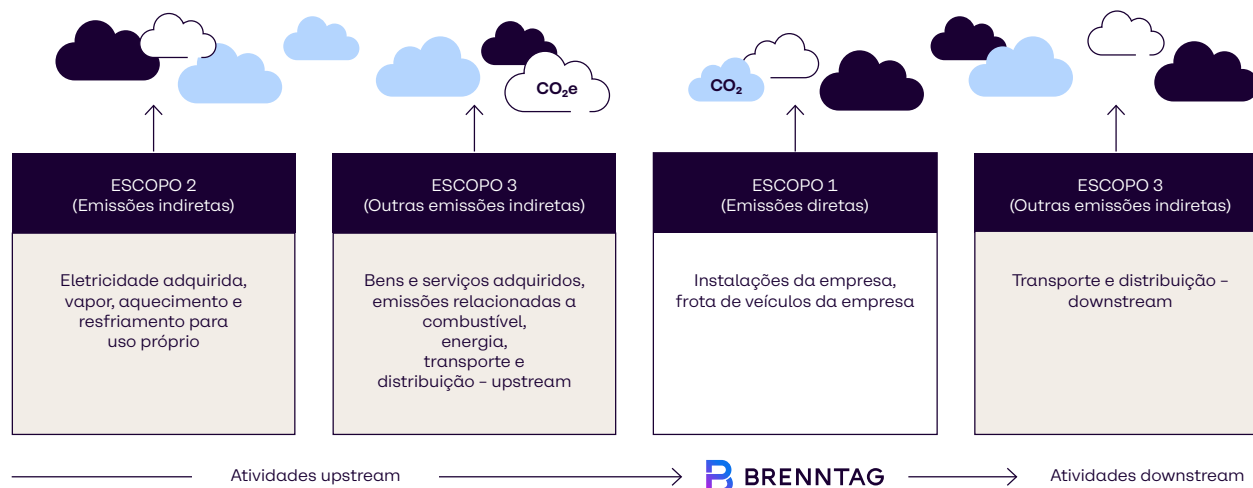 CO₂e
CO₂
ESCOPO 2
(Emissões indiretas)
Eletricidade adquirida,
vapor, aquecimento e
resfriamento para
uso próprio
ESCOPO 3
(Outras emissões indiretas)
Bens e serviços adquiridos,
emissões relacionadas a
combustível,
energia,
transporte e
distribuição – upstream
ESCOPO 1
(Emissões diretas)
Instalações da empresa,
frota de veículos da empresa
ESCOPO 3
(Outras emissões indiretas)
Transporte e distribuição –
downstream
Atividades upstream
BRENNTAG
Atividades downstream